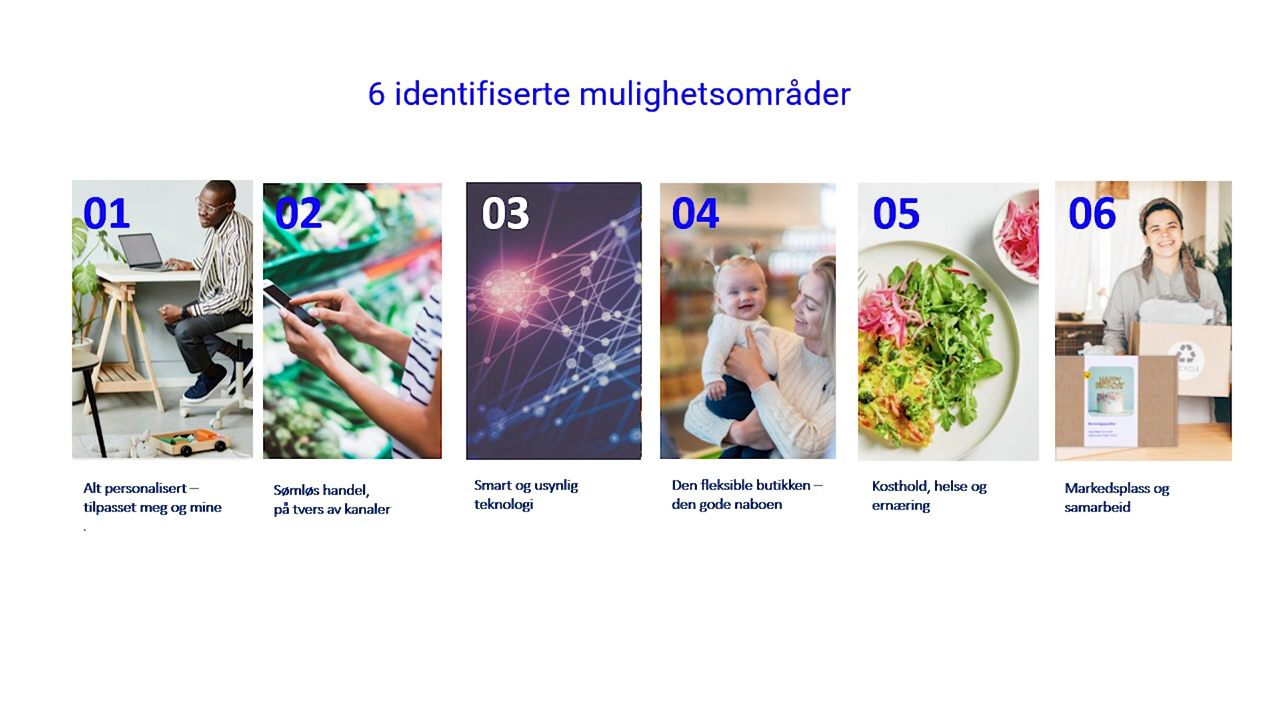 6 identifiserte mulighetsområder
01
02
03
04
05
06
Alt personalisert –
tilpasset meg og mine
.
Sømløs handel,
på tvers av kanaler
Smart og usynlig
teknologi
Den fleksible butikken –
den gode naboen
Kosthold, helse og
ernæring
Markedsplass og
samarbeid